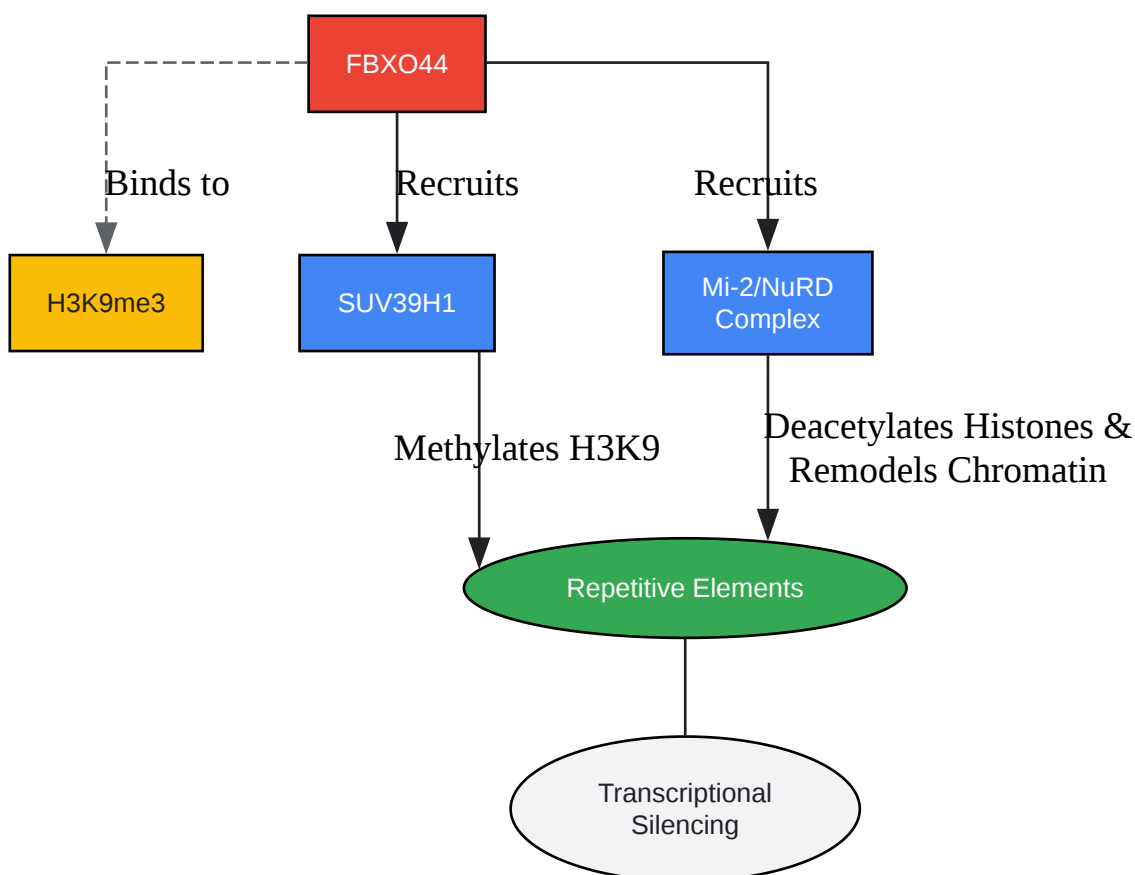 FBXO44
Binds to
Recruits
Recruits
H3K9me3
SUV39H1
Mi-2/NuRD
Complex
Methylates H3K9
Deacetylates Histones &
Remodels Chromatin
Repetitive Elements
Transcriptional
Silencing